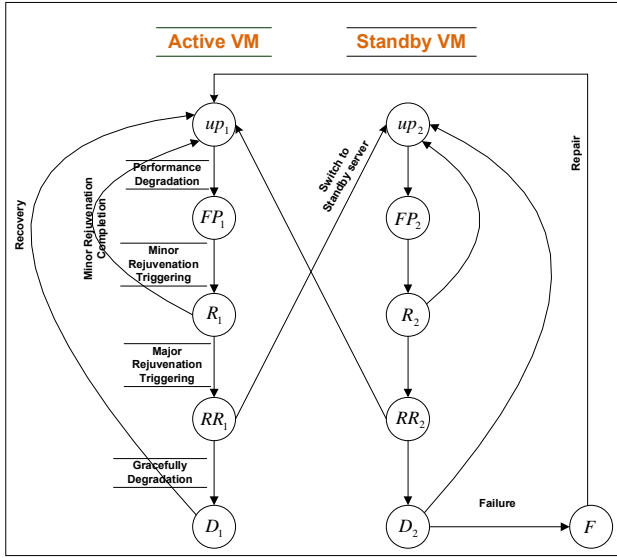 Active VM
Standby VM
up1
up2
Performance
Degradation
Switch to
Standby server
Repair
Recovery
Minor Rejuvenation
Completion
FP1
FP2
Minor
Rejuvenation
Triggering
R1
R2
Major
Rejuvenation
Triggering
RR1
RR2
Gracefully
Degradation
D1
D2
Failure
F